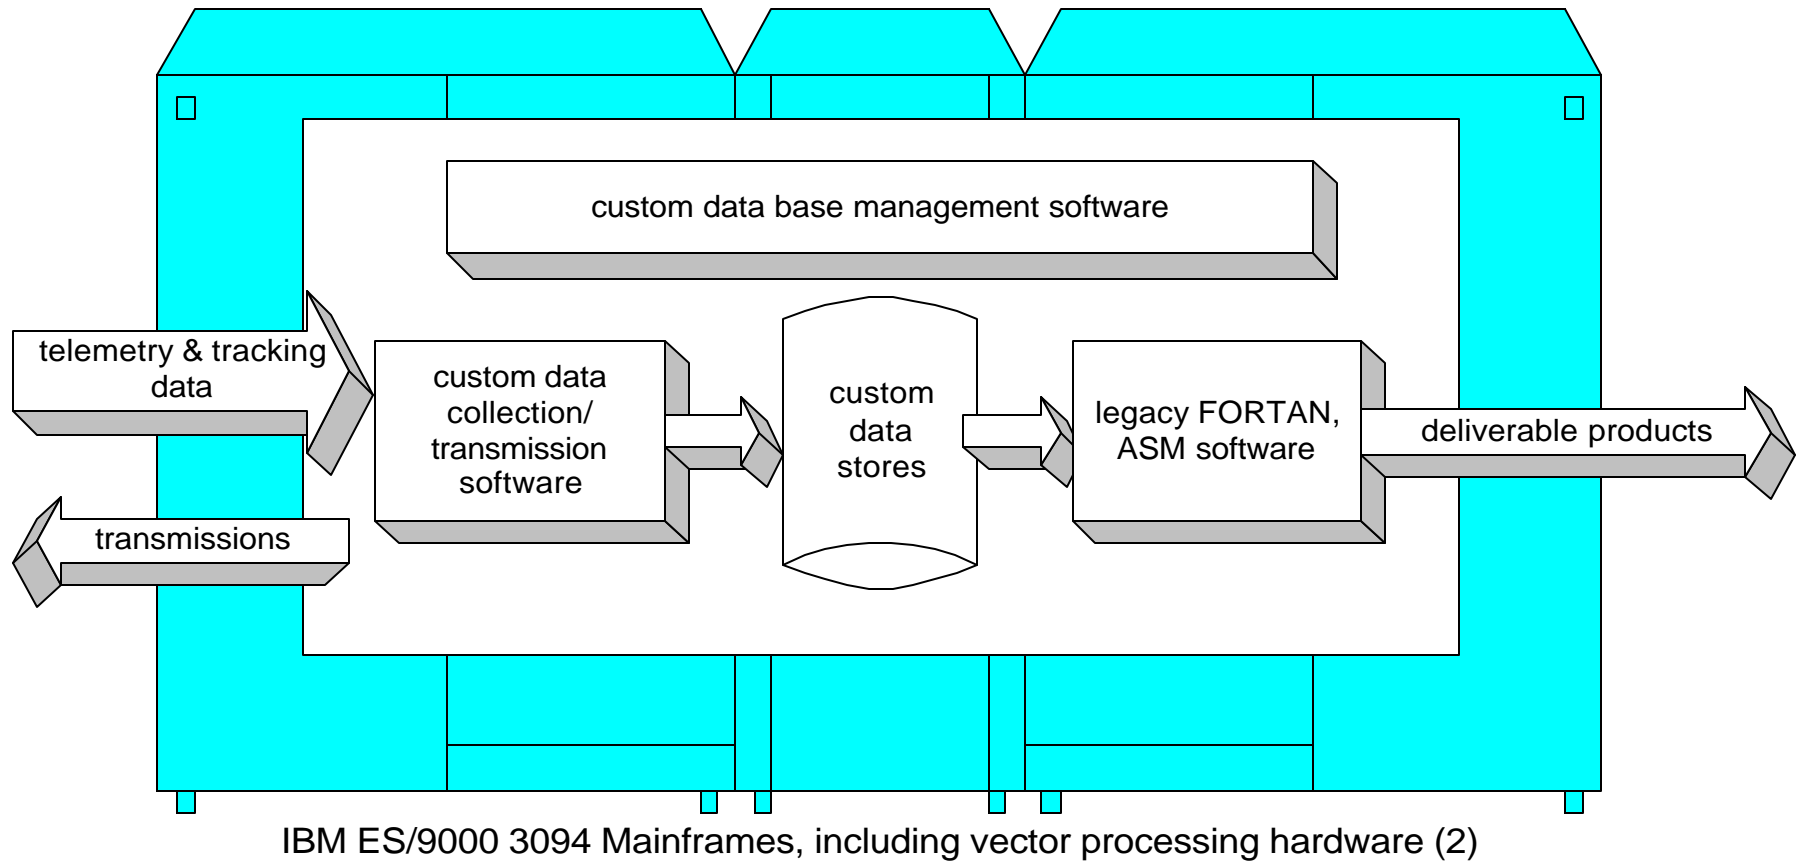 custom data base management software
telemetry & tracking
data
custom data
collection/
transmission
software
custom
data
stores
legacy FORTAN,
ASM software
deliverable products
transmissions
IBM ES/9000 3094 Mainframes, including vector processing hardware (2)